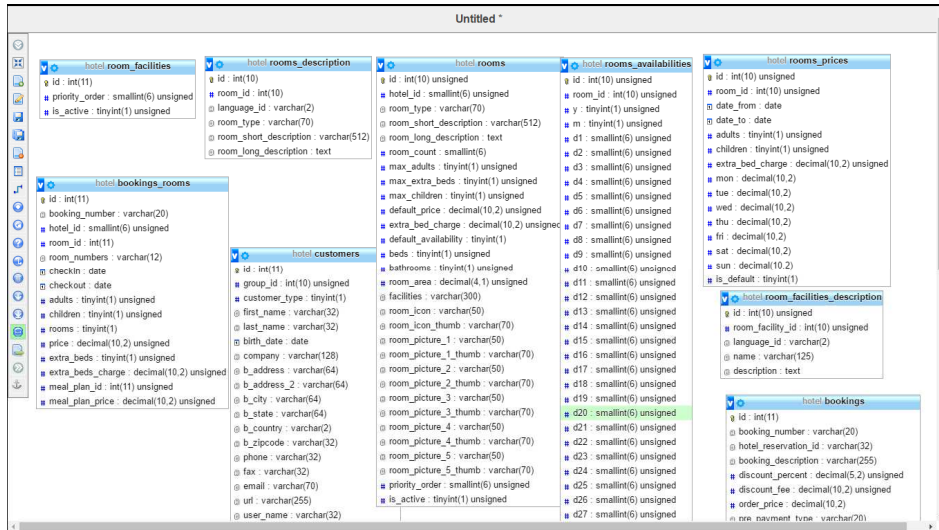 Untitled *
hotel room_facilities
id : int(11)
priority_order : smallint(6) unsigned
is_active : tinyint(1) unsigned
hotel rooms_description
id : int(10)
room_id : int(10)
language_id : varchar(2)
room_type : varchar(70)
room_short_description : varchar(512)
room_long_description : text
hotel rooms
id : int(10) unsigned
hotel_id : smallint(6) unsigned
room_type : varchar(70)
room_short_description : varchar(512)
room_long_description : text
room_count : smallint(6)
max_adults : tinyint(1) unsigned
max_extra_beds : tinyint(1) unsigned
max_children : tinyint(1) unsigned
default_price : decimal(10,2) unsigned
extra_bed_charge : decimal(10,2) unsigned
default_availability : tinyint(1)
beds : tinyint(1) unsigned
bathrooms : tinyint(1) unsigned
room_area : decimal(4,1) unsigned
facilities : varchar(300)
room_icon : varchar(50)
room_icon_thumb : varchar(70)
room_picture_1 : varchar(50)
room_picture_1_thumb : varchar(70)
room_picture_2 : varchar(50)
room_picture_2_thumb : varchar(70)
room_picture_3 : varchar(50)
room_picture_3_thumb : varchar(70)
room_picture_4 : varchar(50)
room_picture_4_thumb : varchar(70)
room_picture_5 : varchar(50)
room_picture_5_thumb : varchar(70)
priority_order : smallint(6) unsigned
is_active : tinyint(1) unsigned
hotel rooms_availabilities
id : int(10) unsigned
room_id : int(10) unsigned
y : tinyint(1) unsigned
m : tinyint(1) unsigned
d1 : smallint(6) unsigned
d2 : smallint(6) unsigned
d3 : smallint(6) unsigned
d4 : smallint(6) unsigned
d5 : smallint(6) unsigned
d6 : smallint(6) unsigned
d7 : smallint(6) unsigned
d8 : smallint(6) unsigned
d9 : smallint(6) unsigned
d10 : smallint(6) unsigned
d11 : smallint(6) unsigned
d12 : smallint(6) unsigned
d13 : smallint(6) unsigned
d14 : smallint(6) unsigned
d15 : smallint(6) unsigned
d16 : smallint(6) unsigned
d17 : smallint(6) unsigned
d18 : smallint(6) unsigned
d19 : smallint(6) unsigned
d20 : smallint(6) unsigned
d21 : smallint(6) unsigned
d22 : smallint(6) unsigned
d23 : smallint(6) unsigned
d24 : smallint(6) unsigned
d25 : smallint(6) unsigned
d26 : smallint(6) unsigned
d27 : smallint(6) unsigned
hotel rooms_prices
id : int(10) unsigned
room_id : int(10) unsigned
date_from : date
date_to : date
adults : tinyint(1) unsigned
children : tinyint(1) unsigned
extra_bed_charge : decimal(10,2) unsigned
mon : decimal(10,2)
tue : decimal(10,2)
wed : decimal(10,2)
thu : decimal(10,2)
fri : decimal(10,2)
sat : decimal(10,2)
sun : decimal(10,2)
is_default : tinyint(1)
hotel bookings_rooms
id : int(11)
booking_number : varchar(20)
hotel_id : smallint(6) unsigned
room_id : int(11)
room_numbers : varchar(12)
checkin : date
checkout : date
adults : tinyint(1) unsigned
children : tinyint(1) unsigned
rooms : tinyint(1)
price : decimal(10,2) unsigned
extra_beds : tinyint(1) unsigned
extra_beds_charge : decimal(10,2) unsigned
meal_plan_id : int(11) unsigned
meal_plan_price : decimal(10,2) unsigned
hotel customers
id : int(11)
group_id : int(10) unsigned
customer_type : tinyint(1)
first_name : varchar(32)
last_name : varchar(32)
birth_date : date
company : varchar(128)
b_address : varchar(64)
b_address_2 : varchar(64)
b_city : varchar(64)
b_state : varchar(64)
b_country : varchar(2)
b_zipcode : varchar(32)
phone : varchar(32)
fax : varchar(32)
email : varchar(70)
url : varchar(255)
user_name : varchar(32)
hotel room_facilities_description
id : int(10) unsigned
room_facility_id : int(10) unsigned
language_id : varchar(2)
name : varchar(125)
description : text
hotel bookings
id : int(11)
booking_number : varchar(20)
hotel_reservation_id : varchar(32)
booking_description : varchar(255)
discount_percent : decimal(5,2) unsigned
discount_fee : decimal(10,2) unsigned
order_price : decimal(10,2)
pre_payment_type : varchar(20)